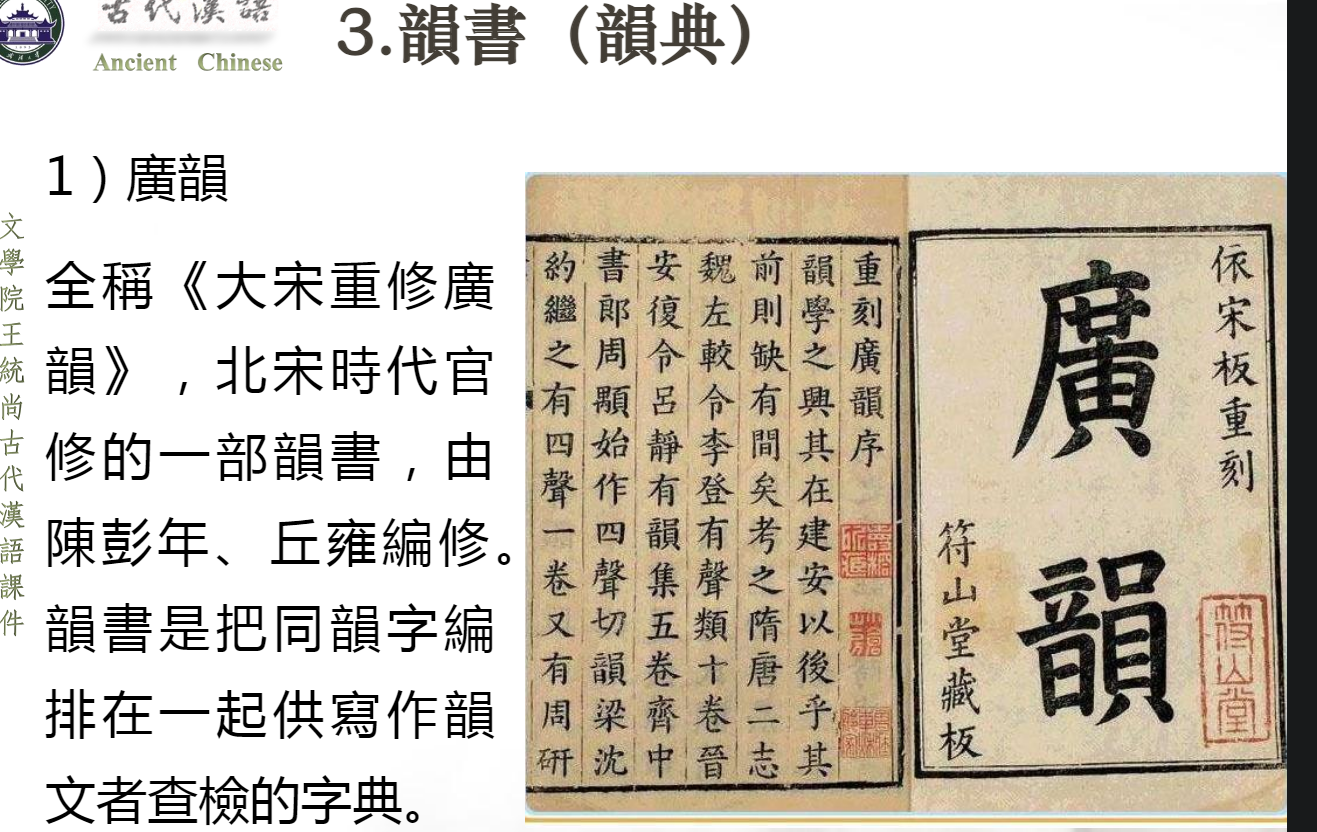 古代漢語
Ancient Chinese
3.韻書（韻典）
文學院王統尚古代漢語課件
1）廣韻
全稱《大宋重修廣
韻》，北宋時代官
修的一部韻書，由
陳彭年、丘雍編修。
韻書是把同韻字編
排在一起供寫作韻
文者查檢的字典。
依宋板重刻
廣韻
符山堂藏板
符山堂
重刻廣韻序
韻學之興其在建安以後乎其
前則缺有間矣考之隋唐二志
魏左較令李登有聲類十卷晉
安復令呂靜有韻集五卷齊中
書郎周顒始作四聲切韻梁沈
約繼之有四聲一卷又有周研